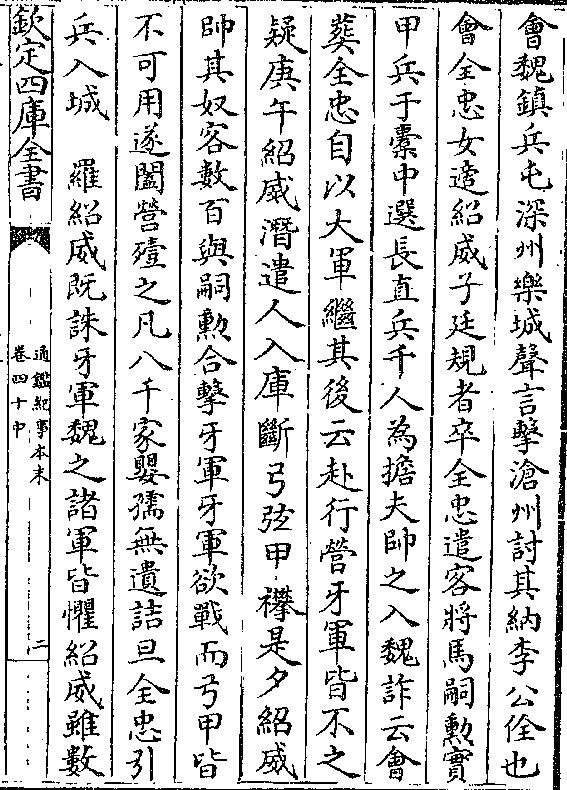 會魏鎮兵屯深州樂城聲言擊滄州討其納李公佺也
會全忠女適紹威子廷規者卒全忠遣客將馬嗣勲實
甲兵于橐中選長直兵千人為擔夫帥之入魏詐云會
葬全忠自以大軍繼其後云赴行營牙軍皆不之
疑庚午紹威潛遣人入庫斷弓弦甲襻是夕紹威
帥其奴客數百與嗣勲合擊牙軍牙軍欲戰而弓甲皆
不可用遂闔營殪之凡八千家嬰孺無遺詰旦全忠引
兵入城　羅紹威既誅牙軍魏之諸軍皆懼紹威雖數
欽定四庫全書
通鑑紀事本末
卷四十中
二